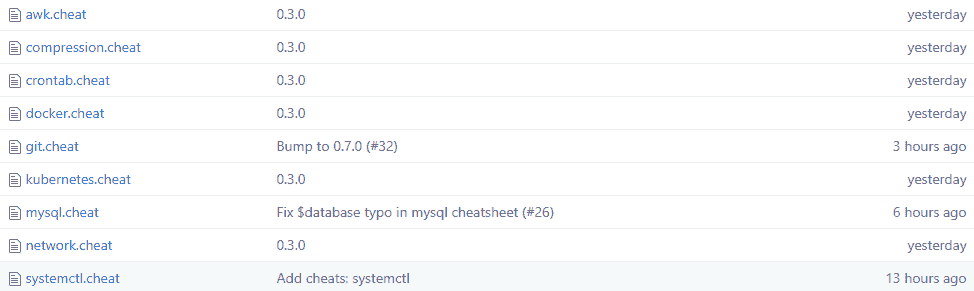 awk.cheat 0.3.0 yesterday
compression.cheat 0.3.0 yesterday
crontab.cheat 0.3.0 yesterday
docker.cheat 0.3.0 yesterday
git.cheat Bump to 0.7.0 (#32) 3 hours ago
kubernetes.cheat 0.3.0 yesterday
mysql.cheat Fix $database typo in mysql cheatsheet (#26) 6 hours ago
network.cheat 0.3.0 yesterday
systemctl.cheat Add cheats: systemctl 13 hours ago